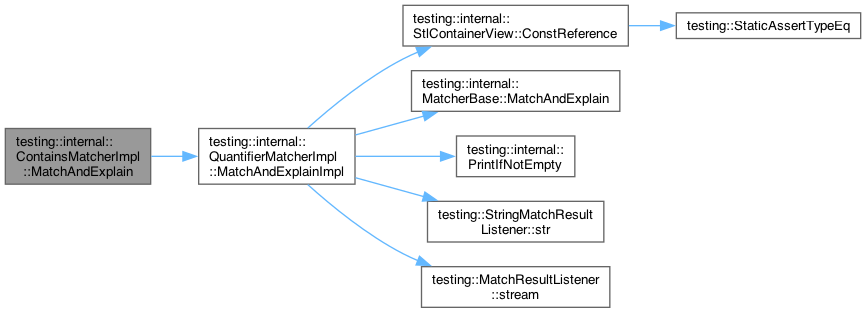 testing::internal::
ContainsMatcherImpl
::MatchAndExplain
testing::internal::
QuantifierMatcherImpl
::MatchAndExplainImpl
testing::internal::
StlContainerView::ConstReference
testing::StaticAssertTypeEq
testing::internal::
MatcherBase::MatchAndExplain
testing::internal::
PrintIfNotEmpty
testing::StringMatchResult
Listener::str
testing::MatchResultListener
::stream